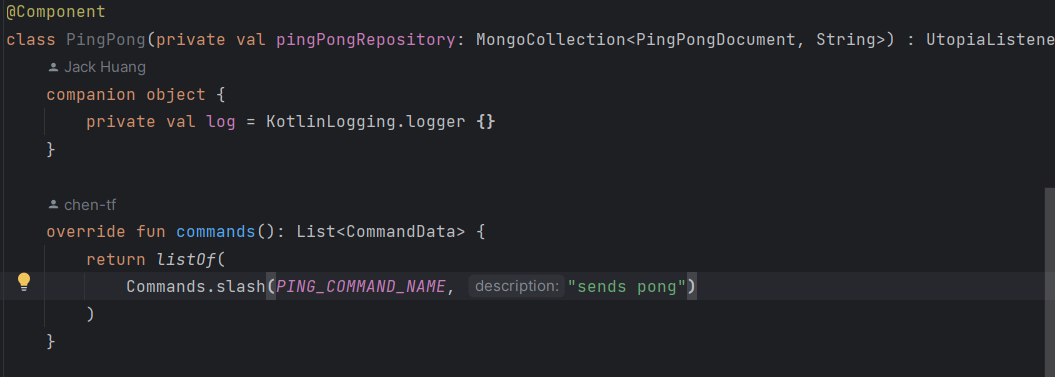 @Component
class PingPong(private val pingPongRepository: MongoCollection<PingPongDocument, String>) : UtopiaListene
Jack Huang
companion object {
private val log = KotlinLogging.logger {}
}
chen-tf
override fun commands(): List<CommandData> {
return listOf(
Commands.slash(PING_COMMAND_NAME, description: "sends pong")
)
}